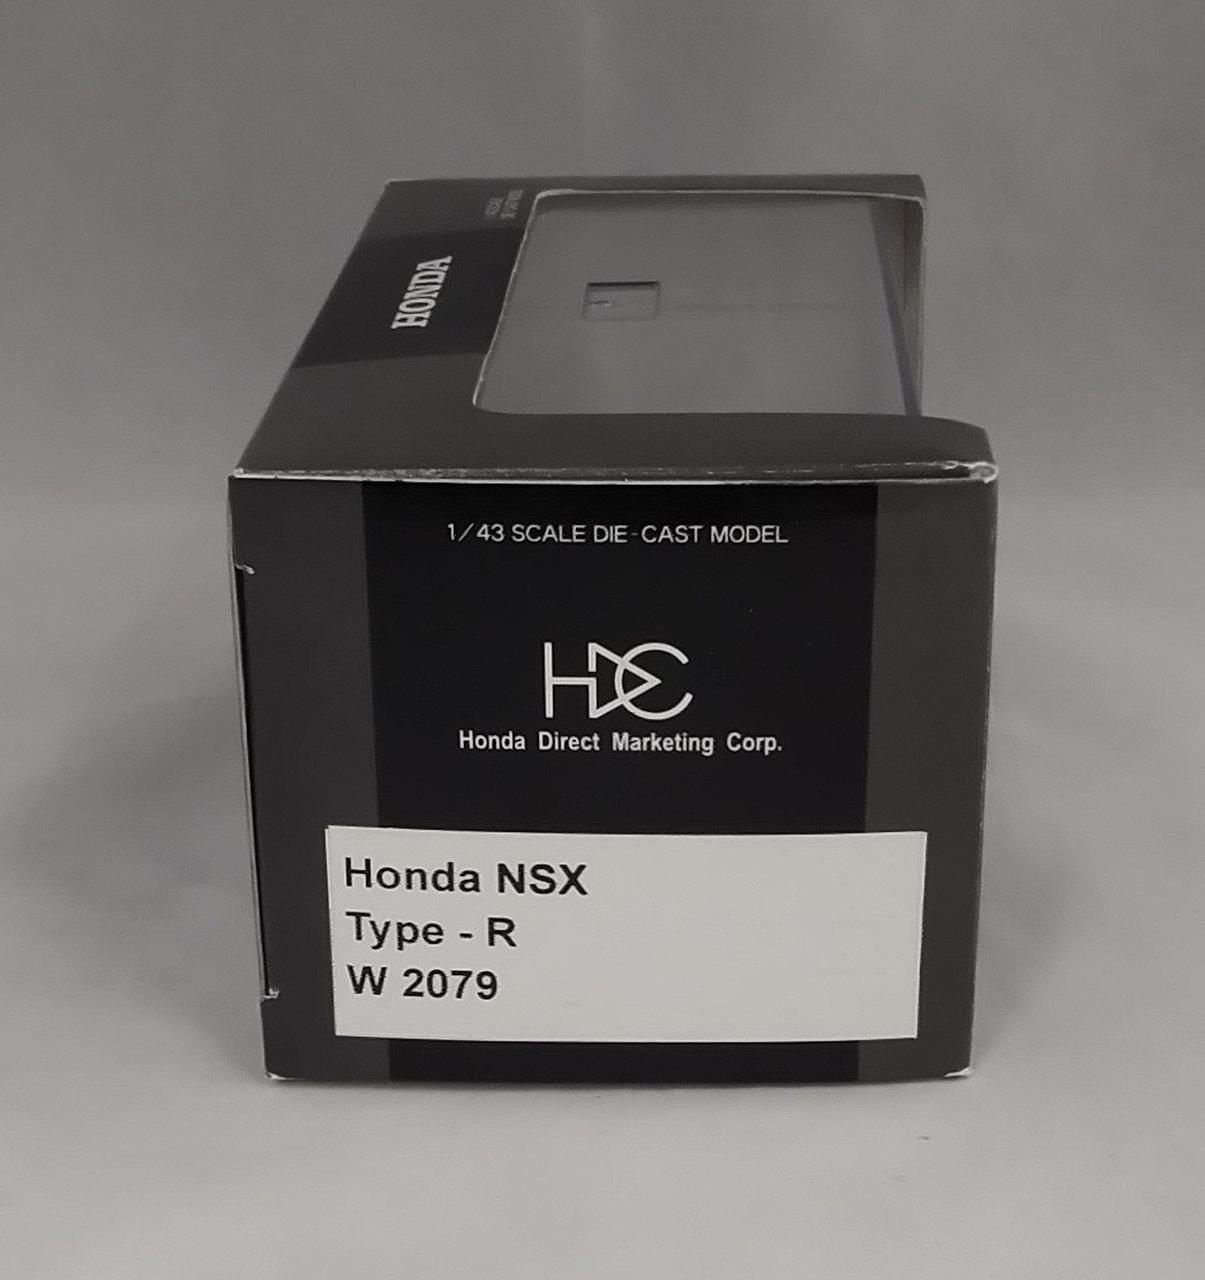 HONDA
1/43 SCALE DIE-CAST MODEL
HDC
Honda Direct Marketing Corp.
Honda NSX
Type - R
W 2079